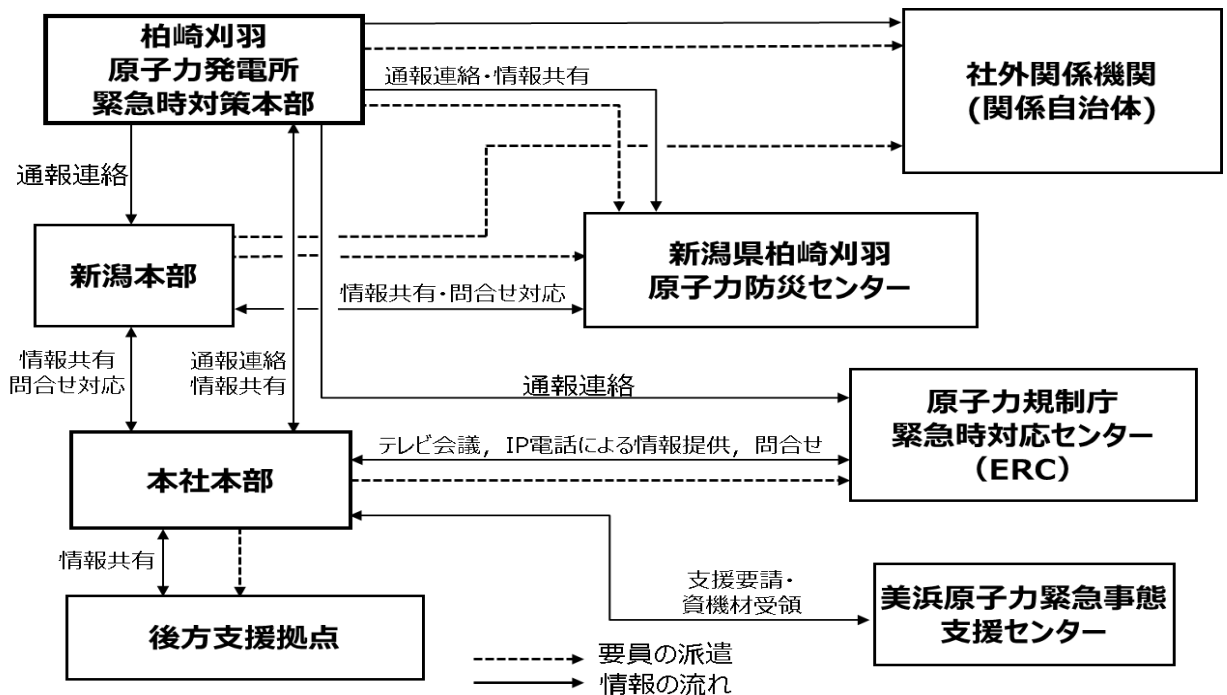 柏崎刈羽
原子力発電所
緊急時対策本部
社外関係機関
(関係自治体)
通報連絡・情報共有
通報連絡
新潟本部
新潟県柏崎刈羽
原子力防災センター
情報共有・問合せ対応
情報共有
問合せ対応
通報連絡
情報共有
通報連絡
原子力規制庁
緊急時対応センター
（ERC）
テレビ会議，IP電話による情報提供，問合せ
本社本部
情報共有
支援要請・
資機材受領
美浜原子力緊急事態
支援センター
後方支援拠点
要員の派遣
情報の流れ